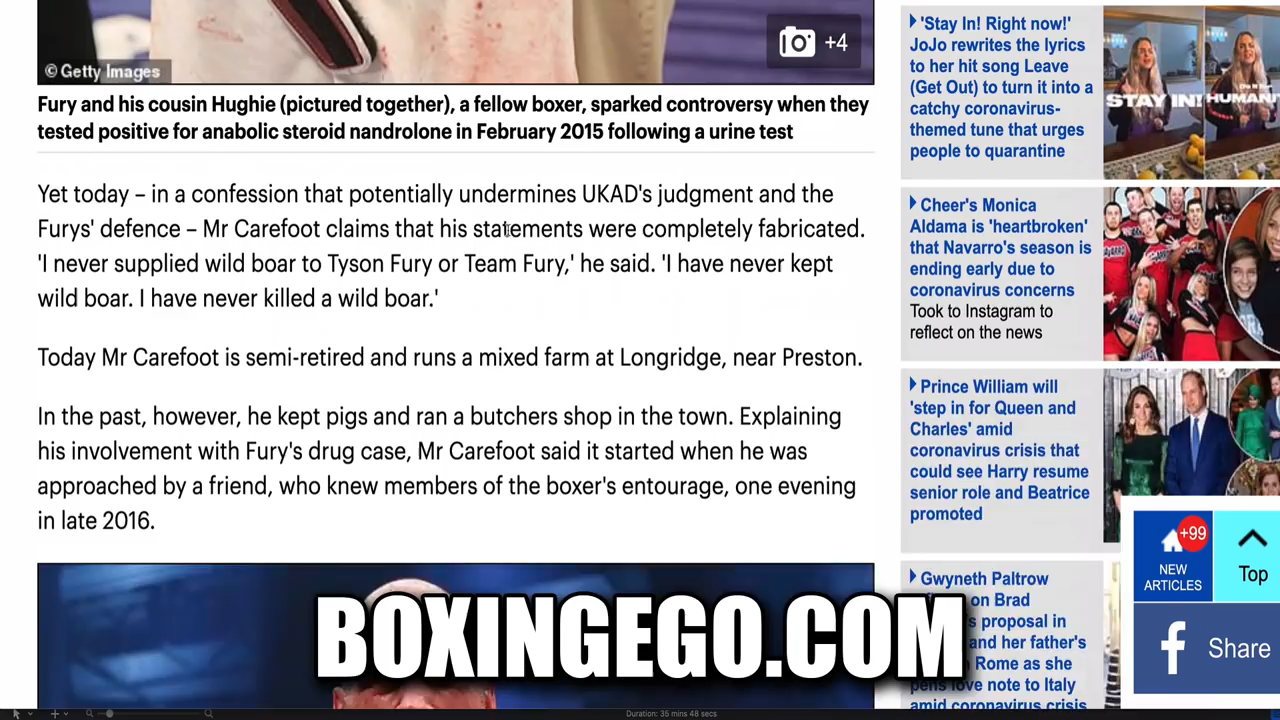 +4
© Getty Images
Fury and his cousin Hughie (pictured together), a fellow boxer, sparked controversy when they
tested positive for anabolic steroid nandrolone in February 2015 following a urine test
Yet today – in a confession that potentially undermines UKAD's judgment and the
Furys' defence – Mr Carefoot claims that his statements were completely fabricated.
'I never supplied wild boar to Tyson Fury or Team Fury,' he said. 'I have never kept
wild boar. I have never killed a wild boar.'
Today Mr Carefoot is semi-retired and runs a mixed farm at Longridge, near Preston.
In the past, however, he kept pigs and ran a butchers shop in the town. Explaining
his involvement with Fury's drug case, Mr Carefoot said it started when he was
approached by a friend, who knew members of the boxer's entourage, one evening
in late 2016.
BOXINGEGO.COM
'Stay In! Right now!'
JoJo rewrites the lyrics
to her hit song Leave
(Get Out) to turn it into a
catchy coronavirus-
themed tune that urges
people to quarantine
STAY IN!
Cheer's Monica
Aldama is 'heartbroken'
that Navarro's season is
ending early due to
coronavirus concerns
Took to Instagram to
reflect on the news
Prince William will
'step in for Queen and
Charles' amid
coronavirus crisis that
could see Harry resume
senior role and Beatrice
promoted
Gwyneth Paltrow
on Brad
proposal in
and her father's
Rome as she
pens love note to Italy
amid coronavirus crisis
+99
NEW
ARTICLES
Top
Share
Duration: 35 mins 48 secs